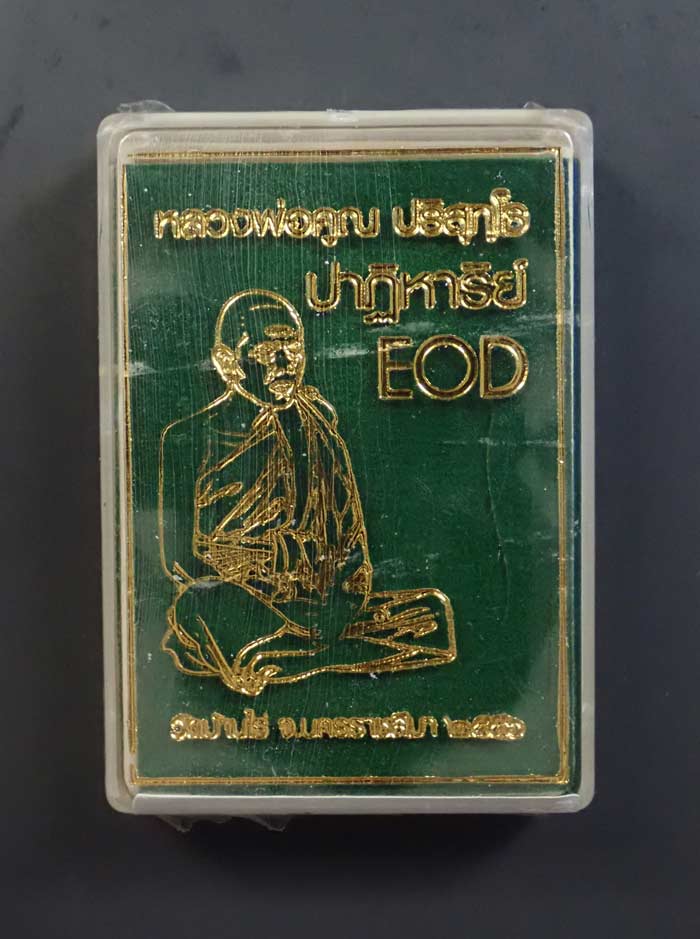 หลวงพ่อคูณ ปริสุทโธ
ปาฏิหาริย์
EOD
วัดบ้านไร่ จ.นครราชสีมา ๒๕๕๖